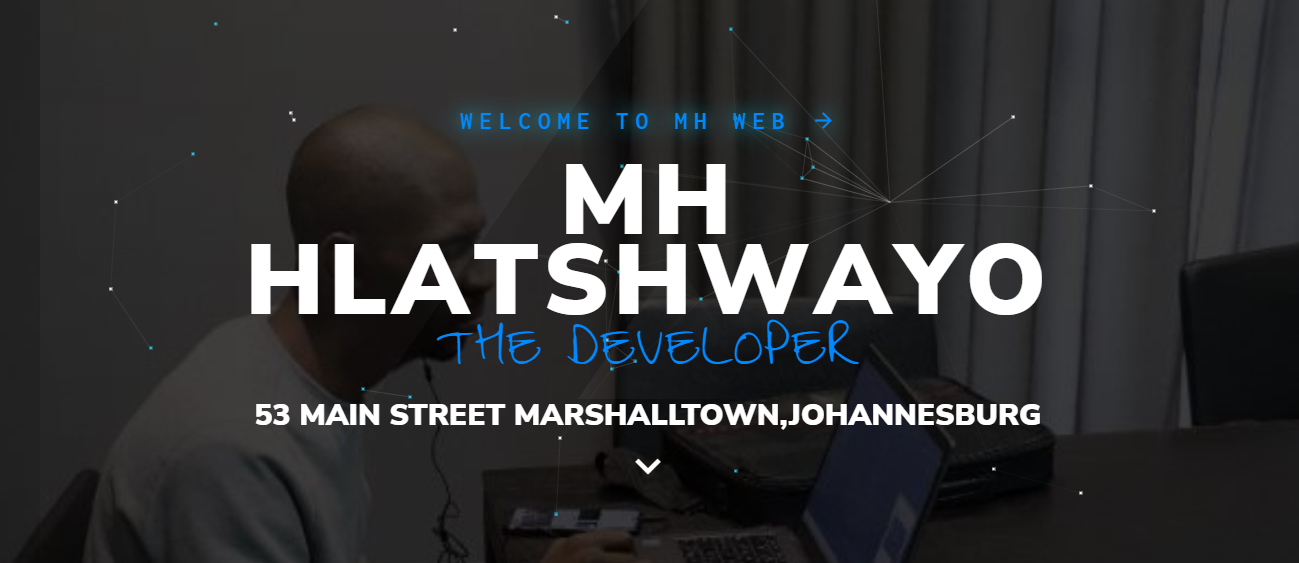 WELCOME TO MH WEB →
MH
HLATSHWAYO
THE DEVELOPER
53 MAIN STREET MARSHALLTOWN,JOHANNESBURG